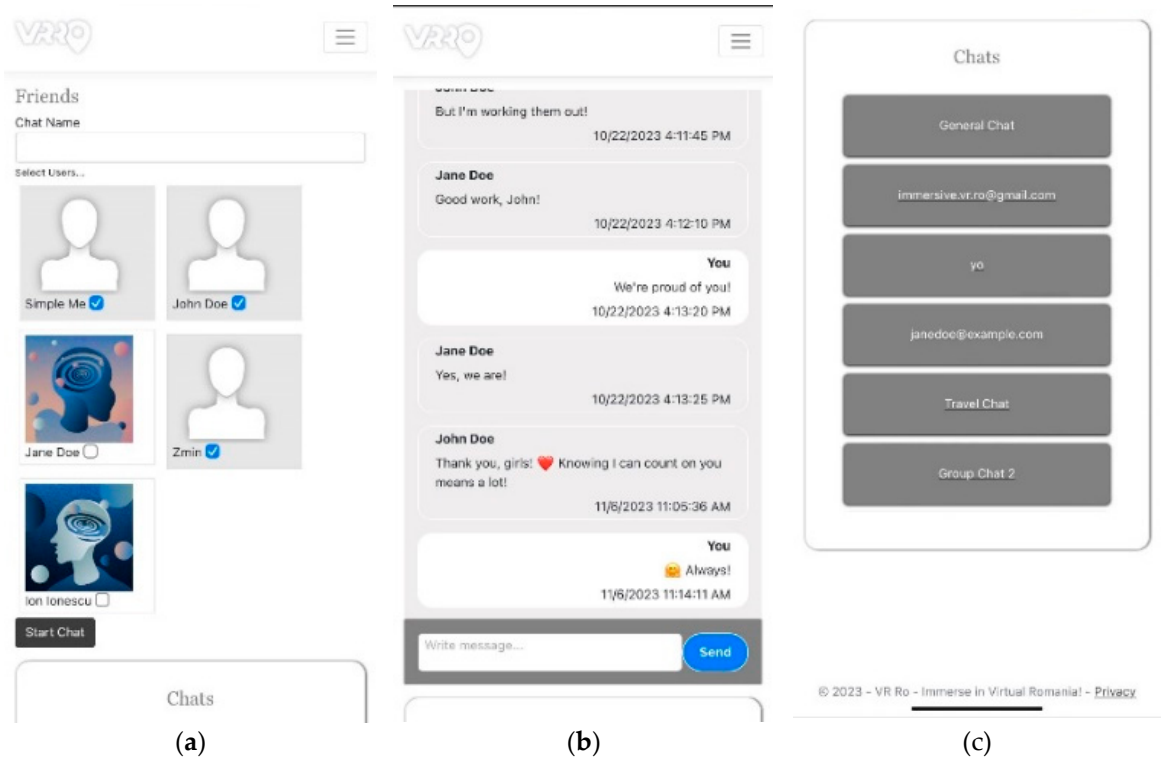 VRRO
Friends
Chat Name
Select Users...
Simple Me
John Doe
Jane Doe
Zmin
Ion Ionescu
Start Chat
Chats
(a)
VRRO
John Doe
But I'm working them out!
10/22/2023 4:11:45 PM
Jane Doe
Good work, John!
10/22/2023 4:12:10 PM
You
We're proud of you!
10/22/2023 4:13:20 PM
Jane Doe
Yes, we are!
10/22/2023 4:13:25 PM
John Doe
Thank you, girls! ❤️ Knowing I can count on you
means a lot!
11/6/2023 11:05:36 AM
You
🤗 Always!
11/6/2023 11:14:11 AM
Write message...
Send
(b)
Chats
General Chat
immersive.vr.ro@gmail.com
yo
janedoe@example.com
Travel Chat
Group Chat 2
© 2023 - VR Ro - Immerse in Virtual Romania! - Privacy
(c)